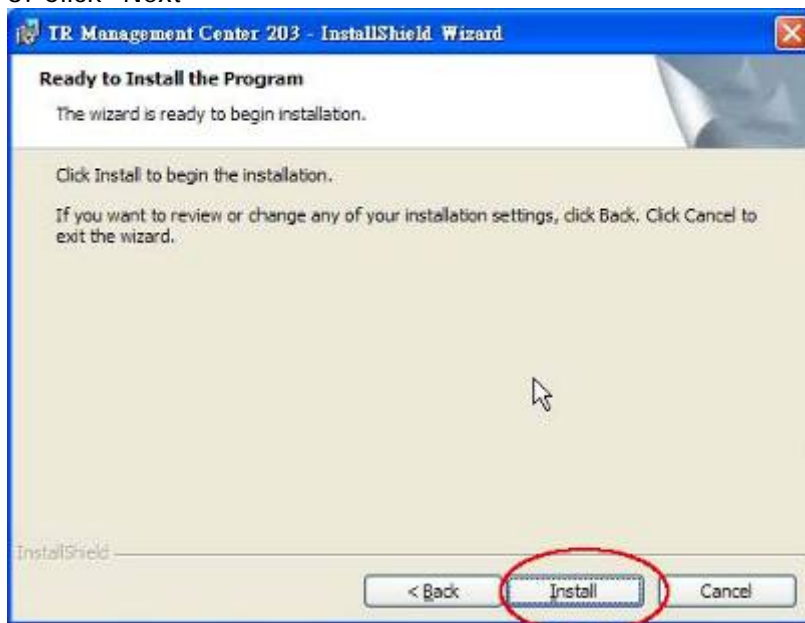 TR Management Center 203 - InstallShield Wizard
Ready to Install the Program
The wizard is ready to begin installation.
Click Install to begin the installation.
If you want to review or change any of your installation settings, click Back. Click Cancel to
exit the wizard.
InstallShield
< Back Install Cancel